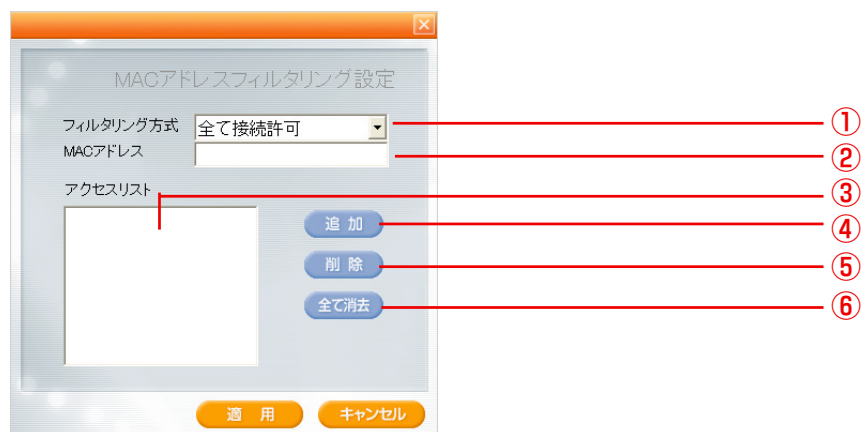 MACアドレスフィルタリング設定
フィルタリング方式 全て接続許可 ①
MACアドレス ②
アクセスリスト ③
追 加 ④
削 除 ⑤
全て消去 ⑥
適 用 キャンセル